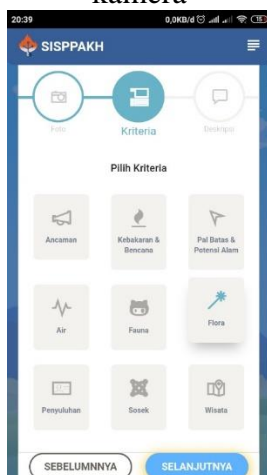 kamera
20:39
0,0KB/d
15
SISPPAKH
Foto
Kriteria
Deskripsi
Pilih Kriteria
Ancaman
Kebakaran &
Bencana
Pal Batas &
Potensi Alam
Air
Fauna
Flora
Penyuluhan
Sosek
Wisata
SEBELUMNNYA
SELANJUTNYA